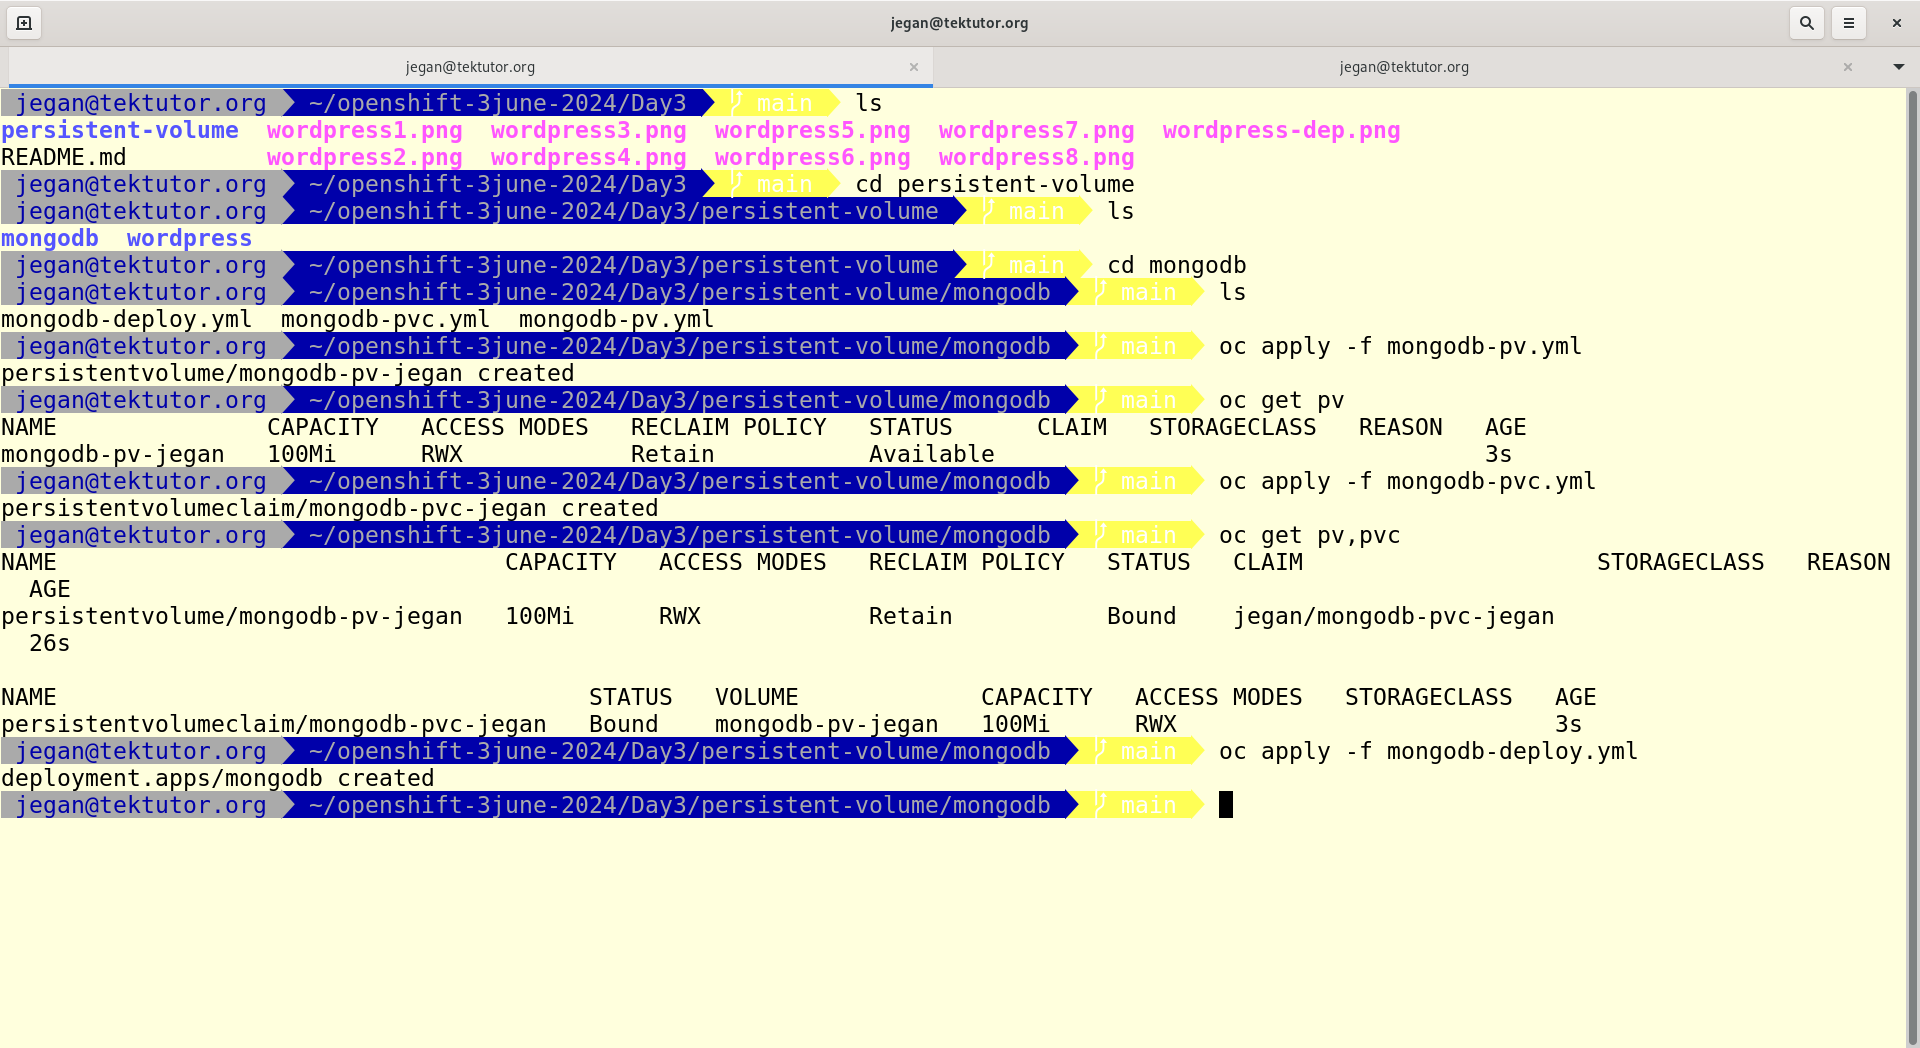 jegan@tektutor.org
jegan@tektutor.org jegan@tektutor.org
jegan@tektutor.org ~/openshift-3june-2024/Day3 main ls
persistent-volume wordpress1.png wordpress3.png wordpress5.png wordpress7.png wordpress-dep.png
README.md wordpress2.png wordpress4.png wordpress6.png wordpress8.png
jegan@tektutor.org ~/openshift-3june-2024/Day3 main cd persistent-volume
jegan@tektutor.org ~/openshift-3june-2024/Day3/persistent-volume main ls
mongodb wordpress
jegan@tektutor.org ~/openshift-3june-2024/Day3/persistent-volume main cd mongodb
jegan@tektutor.org ~/openshift-3june-2024/Day3/persistent-volume/mongodb main ls
mongodb-deploy.yml mongodb-pvc.yml mongodb-pv.yml
jegan@tektutor.org ~/openshift-3june-2024/Day3/persistent-volume/mongodb main oc apply -f mongodb-pv.yml
persistentvolume/mongodb-pv-jegan created
jegan@tektutor.org ~/openshift-3june-2024/Day3/persistent-volume/mongodb main oc get pv
NAME CAPACITY ACCESS MODES RECLAIM POLICY STATUS CLAIM STORAGECLASS REASON AGE
mongodb-pv-jegan 100Mi RWX Retain Available 3s
jegan@tektutor.org ~/openshift-3june-2024/Day3/persistent-volume/mongodb main oc apply -f mongodb-pvc.yml
persistentvolumeclaim/mongodb-pvc-jegan created
jegan@tektutor.org ~/openshift-3june-2024/Day3/persistent-volume/mongodb main oc get pv,pvc
NAME CAPACITY ACCESS MODES RECLAIM POLICY STATUS CLAIM STORAGECLASS REASON
AGE
persistentvolume/mongodb-pv-jegan 100Mi RWX Retain Bound jegan/mongodb-pvc-jegan
26s
NAME STATUS VOLUME CAPACITY ACCESS MODES STORAGECLASS AGE
persistentvolumeclaim/mongodb-pvc-jegan Bound mongodb-pv-jegan 100Mi RWX 3s
jegan@tektutor.org ~/openshift-3june-2024/Day3/persistent-volume/mongodb main oc apply -f mongodb-deploy.yml
deployment.apps/mongodb created
jegan@tektutor.org ~/openshift-3june-2024/Day3/persistent-volume/mongodb main